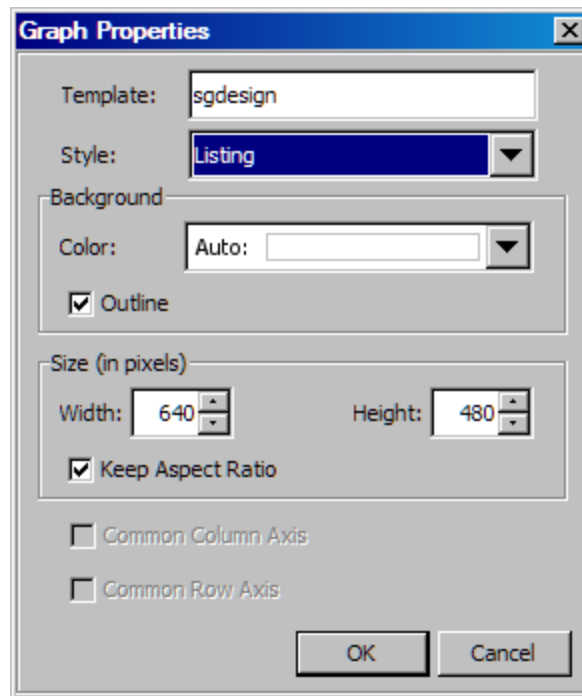 Graph Properties
Template: sgdesign
Style: Listing
Background
Color: Auto:
Outline
Size (in pixels)
Width: 640 Height: 480
Keep Aspect Ratio
Common Column Axis
Common Row Axis
OK Cancel